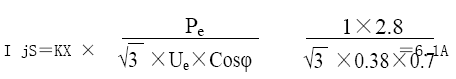 I jS=KX × Pe / √3 ×Ue×Cosφ 1×2.8 / √3 ×0.38×0.7 =6.1A